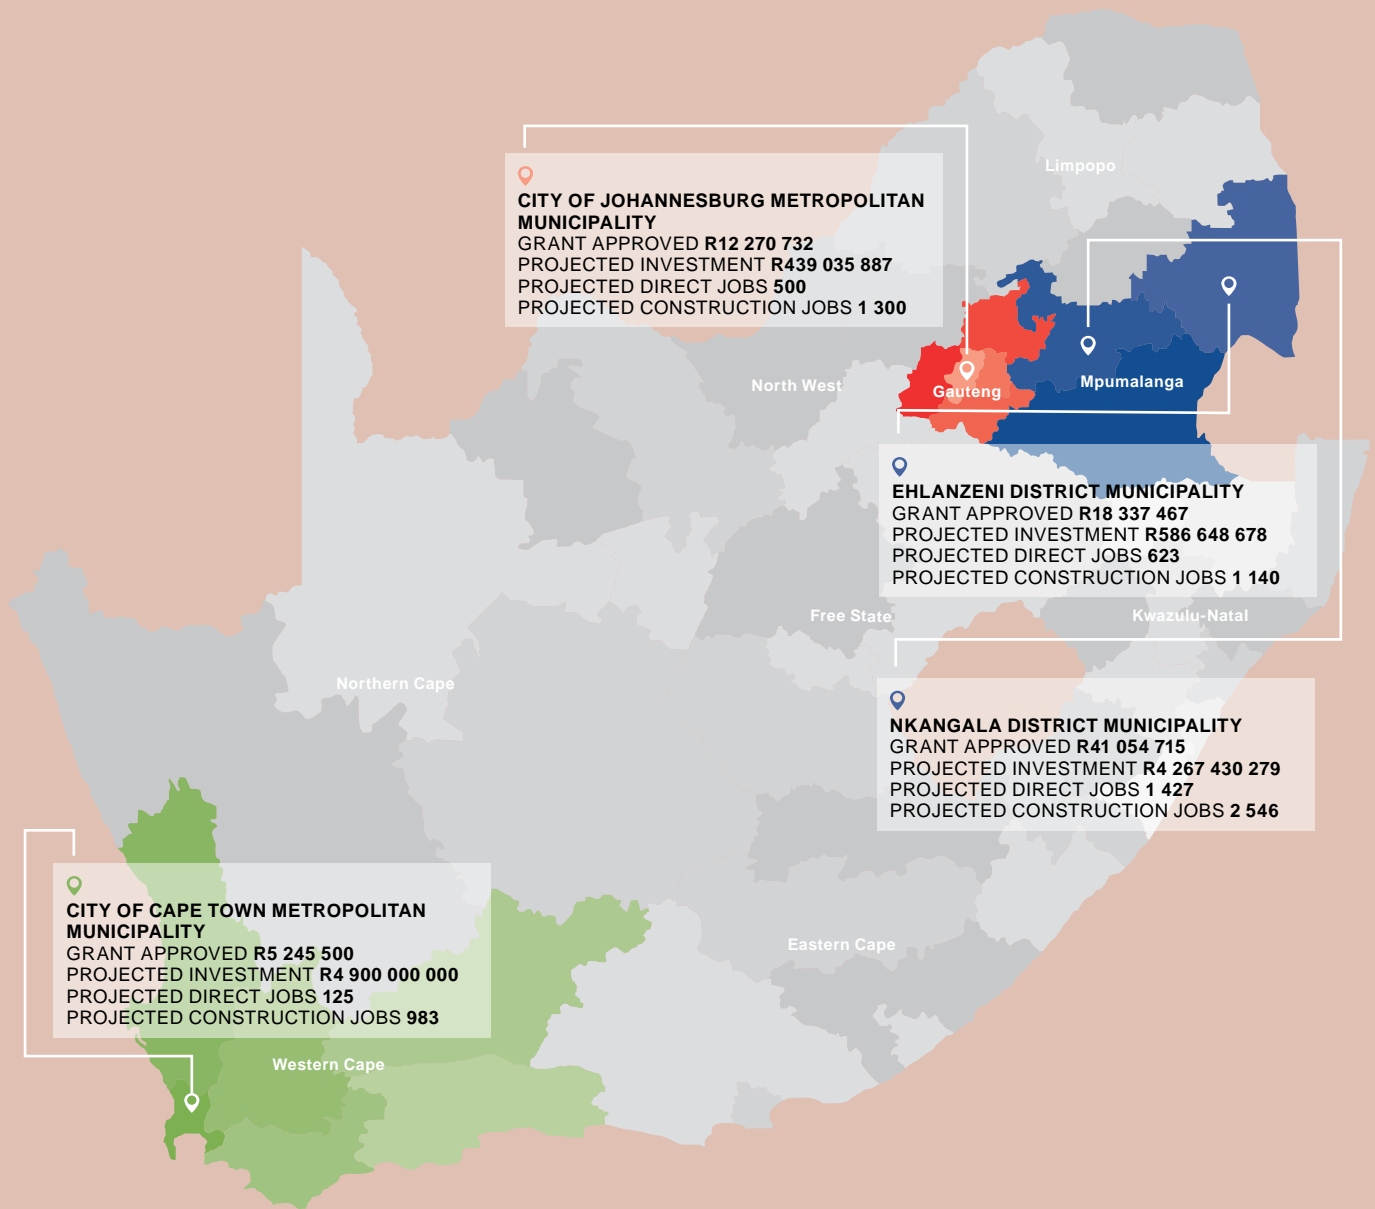 Limpopo
CITY OF JOHANNESBURG METROPOLITAN
MUNICIPALITY
GRANT APPROVED R12 270 732
PROJECTED INVESTMENT R439 035 887
PROJECTED DIRECT JOBS 500
PROJECTED CONSTRUCTION JOBS 1 300
North West
Gauteng
Mpumalanga
EHLANZENI DISTRICT MUNICIPALITY
GRANT APPROVED R18 337 467
PROJECTED INVESTMENT R586 648 678
PROJECTED DIRECT JOBS 623
PROJECTED CONSTRUCTION JOBS 1 140
Free State
Kwazulu-Natal
Northern Cape
NKANGALA DISTRICT MUNICIPALITY
GRANT APPROVED R41 054 715
PROJECTED INVESTMENT R4 267 430 279
PROJECTED DIRECT JOBS 1 427
PROJECTED CONSTRUCTION JOBS 2 546
CITY OF CAPE TOWN METROPOLITAN
MUNICIPALITY
GRANT APPROVED R5 245 500
PROJECTED INVESTMENT R4 900 000 000
PROJECTED DIRECT JOBS 125
PROJECTED CONSTRUCTION JOBS 983
Eastern Cape
Western Cape